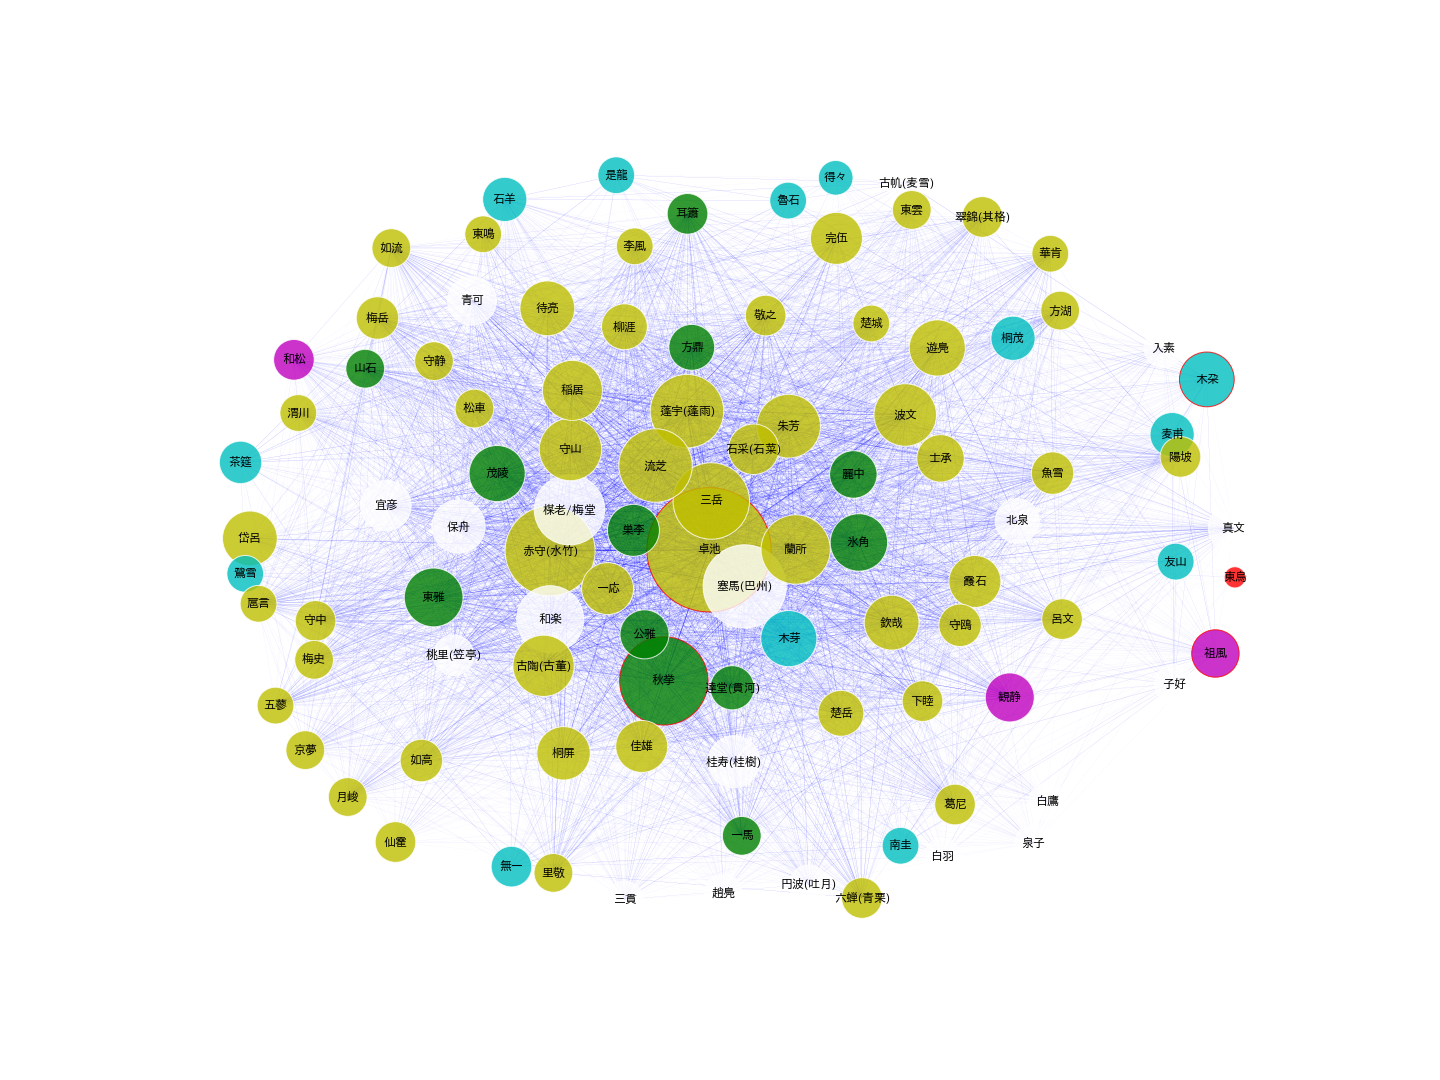 是龍
得々
古帆(麦雪)
石羊
魯石
東雲
耳蕭
翠錦(其格)
東鳴
完伍
李風
如流
華肯
青可
待亮
方湖
敬之
梅岳
楚城
柳涯
桐茂
方鼎
遊鳧
入素
和松
守静
山石
木朶
稲居
松車
蓬宇(蓬雨)
渭川
波文
朱芳
麦甫
守山
石采(石菜)
陽坡
士承
茶筵
流芝
魚雪
茂陵
麗中
三岳
宜彦
楳老/梅堂
北泉
保舟
真文
巣李
岱呂
氷角
卓池
蘭所
赤守(水竹)
友山
鷺雪
東烏
露石
塞馬(巴州)
一応
東雅
扈言
和楽
守中
呂文
欽哉
守鴎
公雅
木芽
祖風
桃里(笠亭)
梅史
古陶(古菫)
秋挙
子好
達堂(貫河)
観静
下睦
五蓼
楚岳
佳雄
京夢
桐屏
如高
桂寿(桂樹)
月峻
白鷹
葛尼
一馬
仙霍
泉子
南圭
白羽
無一
里敬
円波(吐月)
趙鳧
三貫
六蝉(青栗)